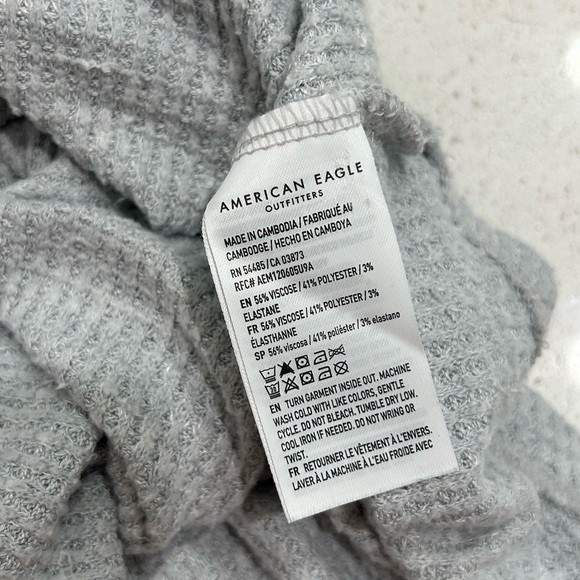 AMERICAN EAGLE
OUTFITTERS
MADE IN CAMBODIA / FABRIQUÉ AU
CAMBODGE / HECHO EN CAMBOYA
RN 54485 / CA 03873
RFC# AEM120605U9A
EN 56% VISCOSE / 41% POLYESTER / 3%
ELASTANE
FR 56% VISCOSE / 41% POLYESTER / 3%
ÉLASTHANNE
SP 56% viscosa / 41% poliéster / 3% elastano
EN TURN GARMENT INSIDE OUT. MACHINE
WASH COLD WITH LIKE COLORS, GENTLE
CYCLE. DO NOT BLEACH. TUMBLE DRY LOW.
COOL IRON IF NEEDED. DO NOT WRING OR
TWIST.
FR RETOURNER LE VÊTEMENT À L'ENVERS.
LAVER À LA MACHINE À L'EAU FROIDE AVEC